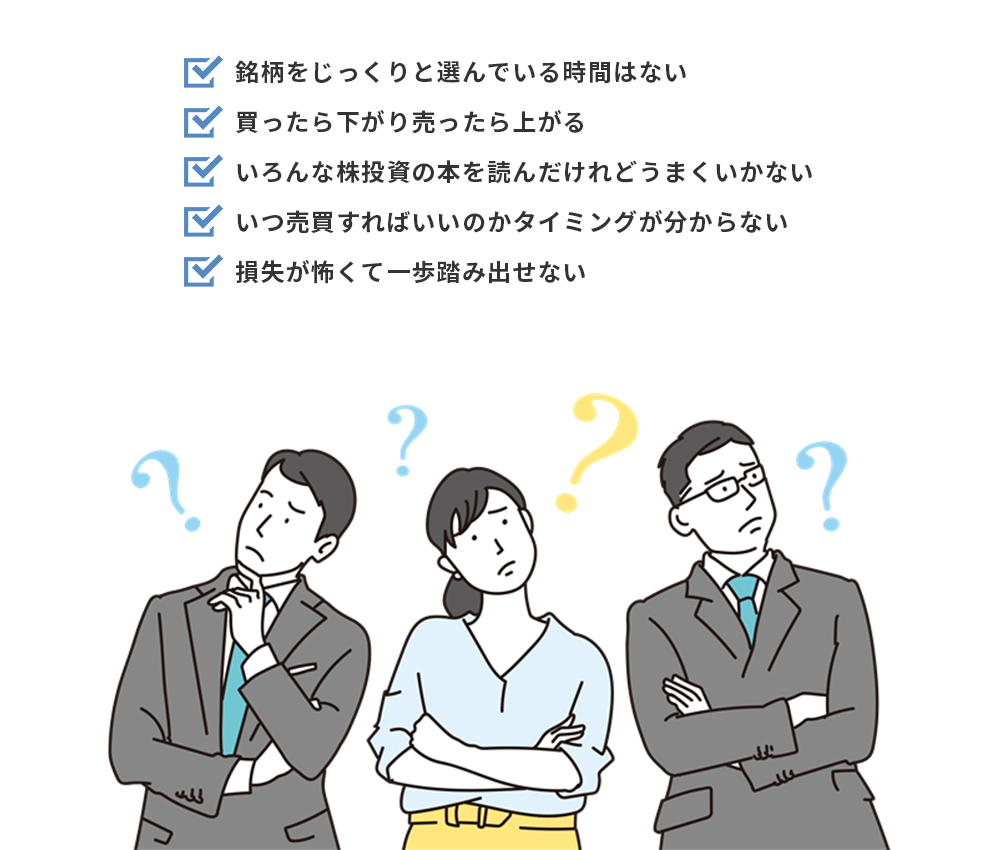 銘柄をじっくりと選んでいる時間はない
買ったら下がり売ったら上がる
いろんな株投資の本を読んだけれどうまくいかない
いつ売買すればいいのかタイミングが分からない
損失が怖くて一歩踏み出せない
? ? ? ?